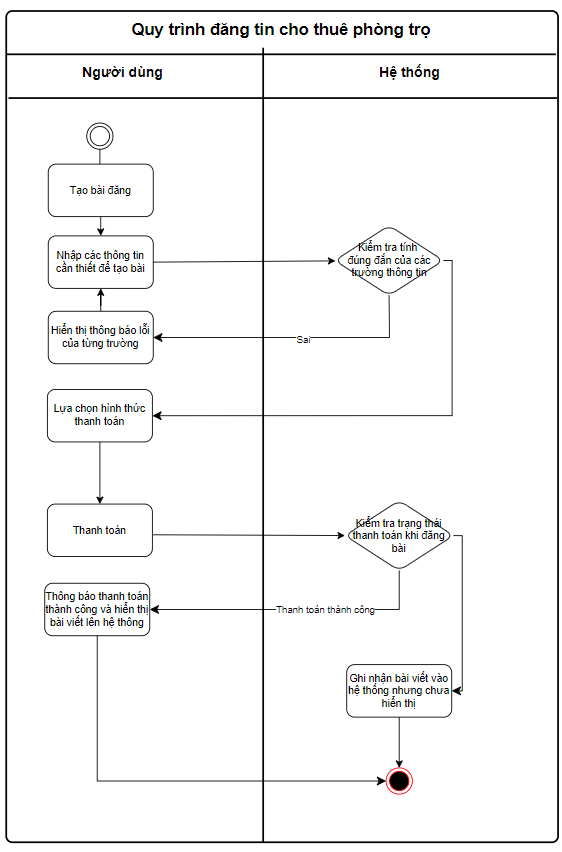 Quy trình đăng tin cho thuê phòng trọ
Người dùng
Hệ thống
Tạo bài đăng
Nhập các thông tin
cần thiết để tạo bài
Kiểm tra tính
đúng đắn của các
trường thông tin
Hiển thị thông báo lỗi
của từng trường
Sai
Lựa chọn hình thức
thanh toán
Thanh toán
Kiểm tra trạng thái
thanh toán khi đăng
bài
Thông báo thanh toán
thành công và hiển thị
bài viết lên hệ thông
Thanh toán thành công
Ghi nhận bài viết vào
hệ thống nhưng chưa
hiển thị